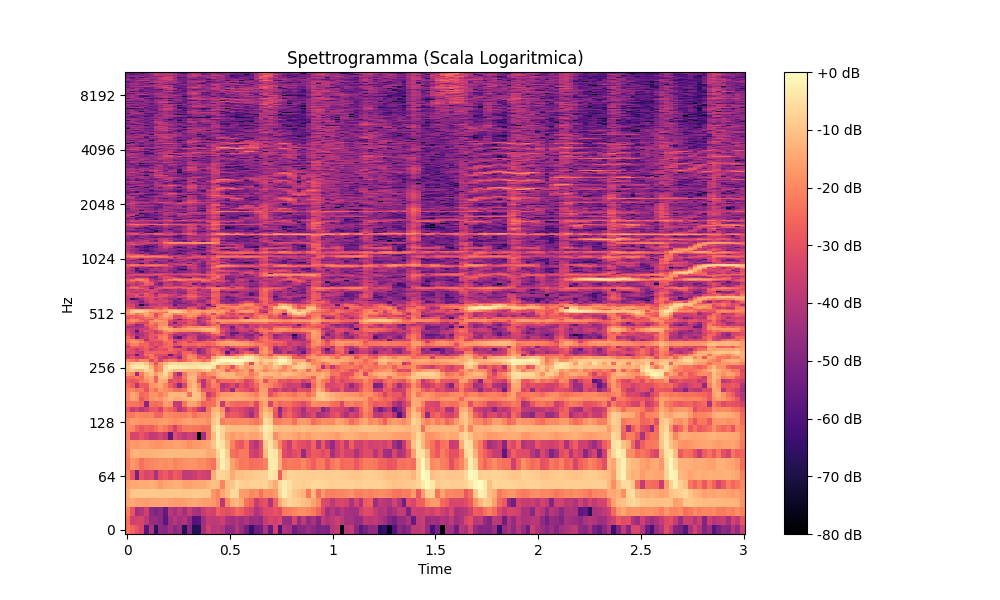 Spettrogramma (Scala Logaritmica)
8192
4096
2048
1024
512
256
128
64
0
Hz
0
0.5
1
1.5
2
2.5
3
Time
+0 dB
-10 dB
-20 dB
-30 dB
-40 dB
-50 dB
-60 dB
-70 dB
-80 dB